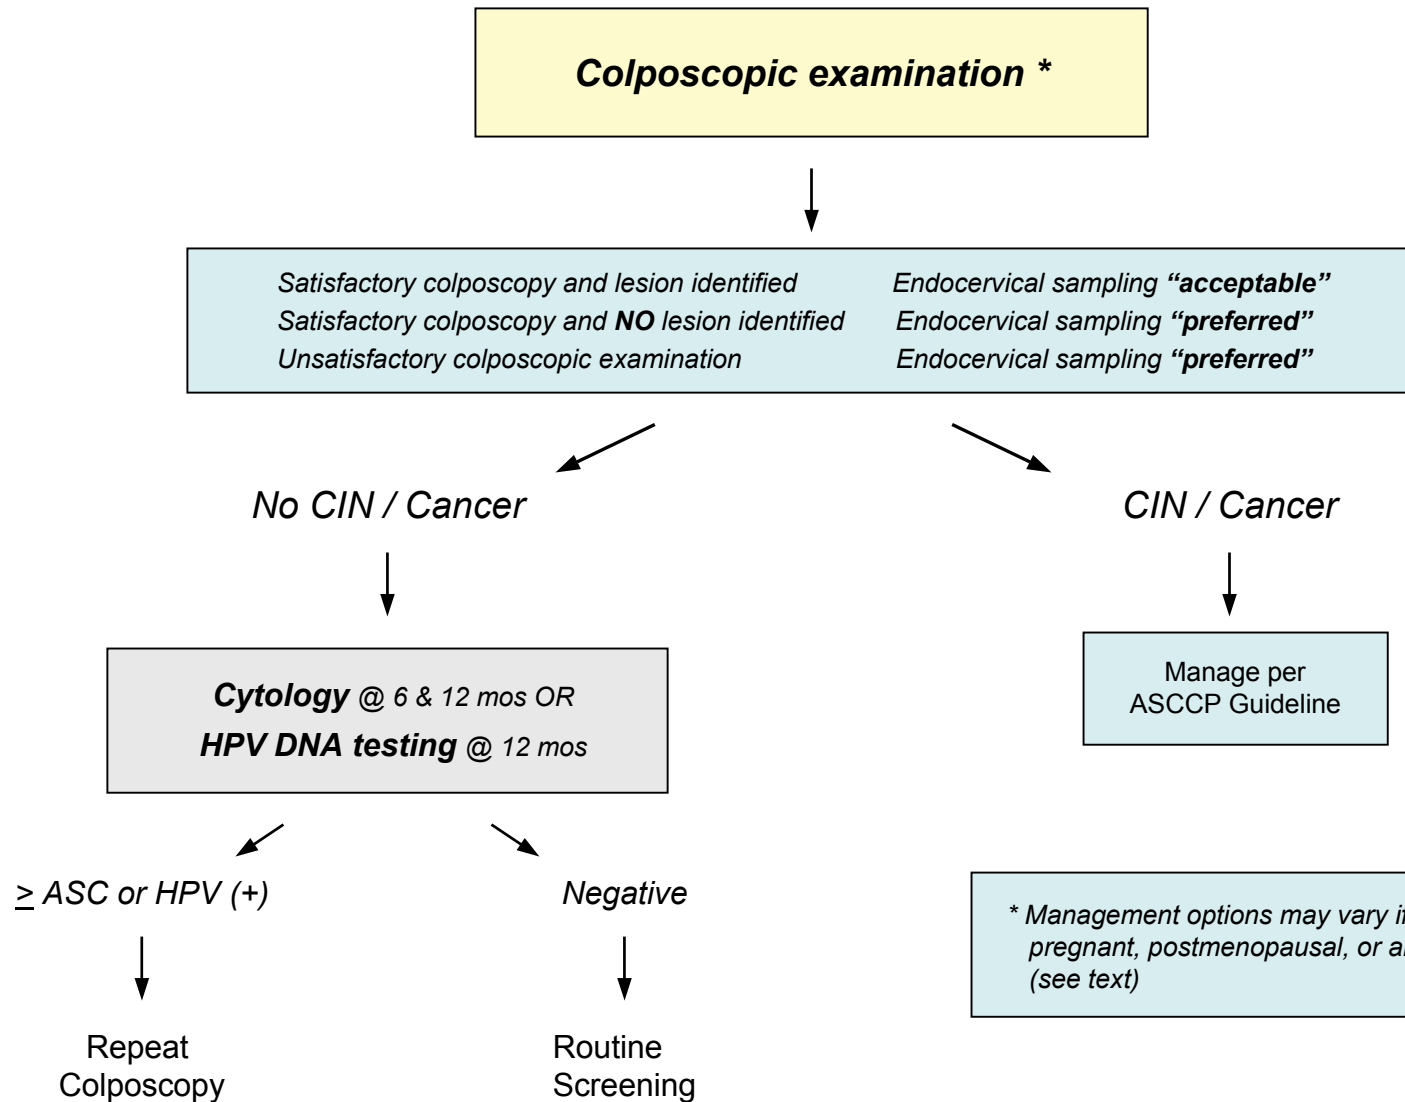 Colposcopic examination *
Satisfactory colposcopy and lesion identified Endocervical sampling “acceptable”
Satisfactory colposcopy and NO lesion identified Endocervical sampling “preferred”
Unsatisfactory colposcopic examination Endocervical sampling “preferred”
No CIN / Cancer
CIN / Cancer
Cytology @ 6 & 12 mos OR
HPV DNA testing @ 12 mos
Manage per
ASCCP Guideline
≥ ASC or HPV (+)
Negative
* Management options may vary if
pregnant, postmenopausal, or
(see text)
Repeat
Colposcopy
Routine
Screening